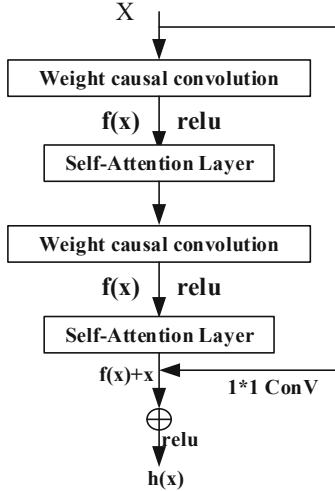 X
Weight causal convolution
f(x) relu
Self-Attention Layer
Weight causal convolution
f(x) relu
Self-Attention Layer
f(x)+x
1*1 ConV
relu
h(x)